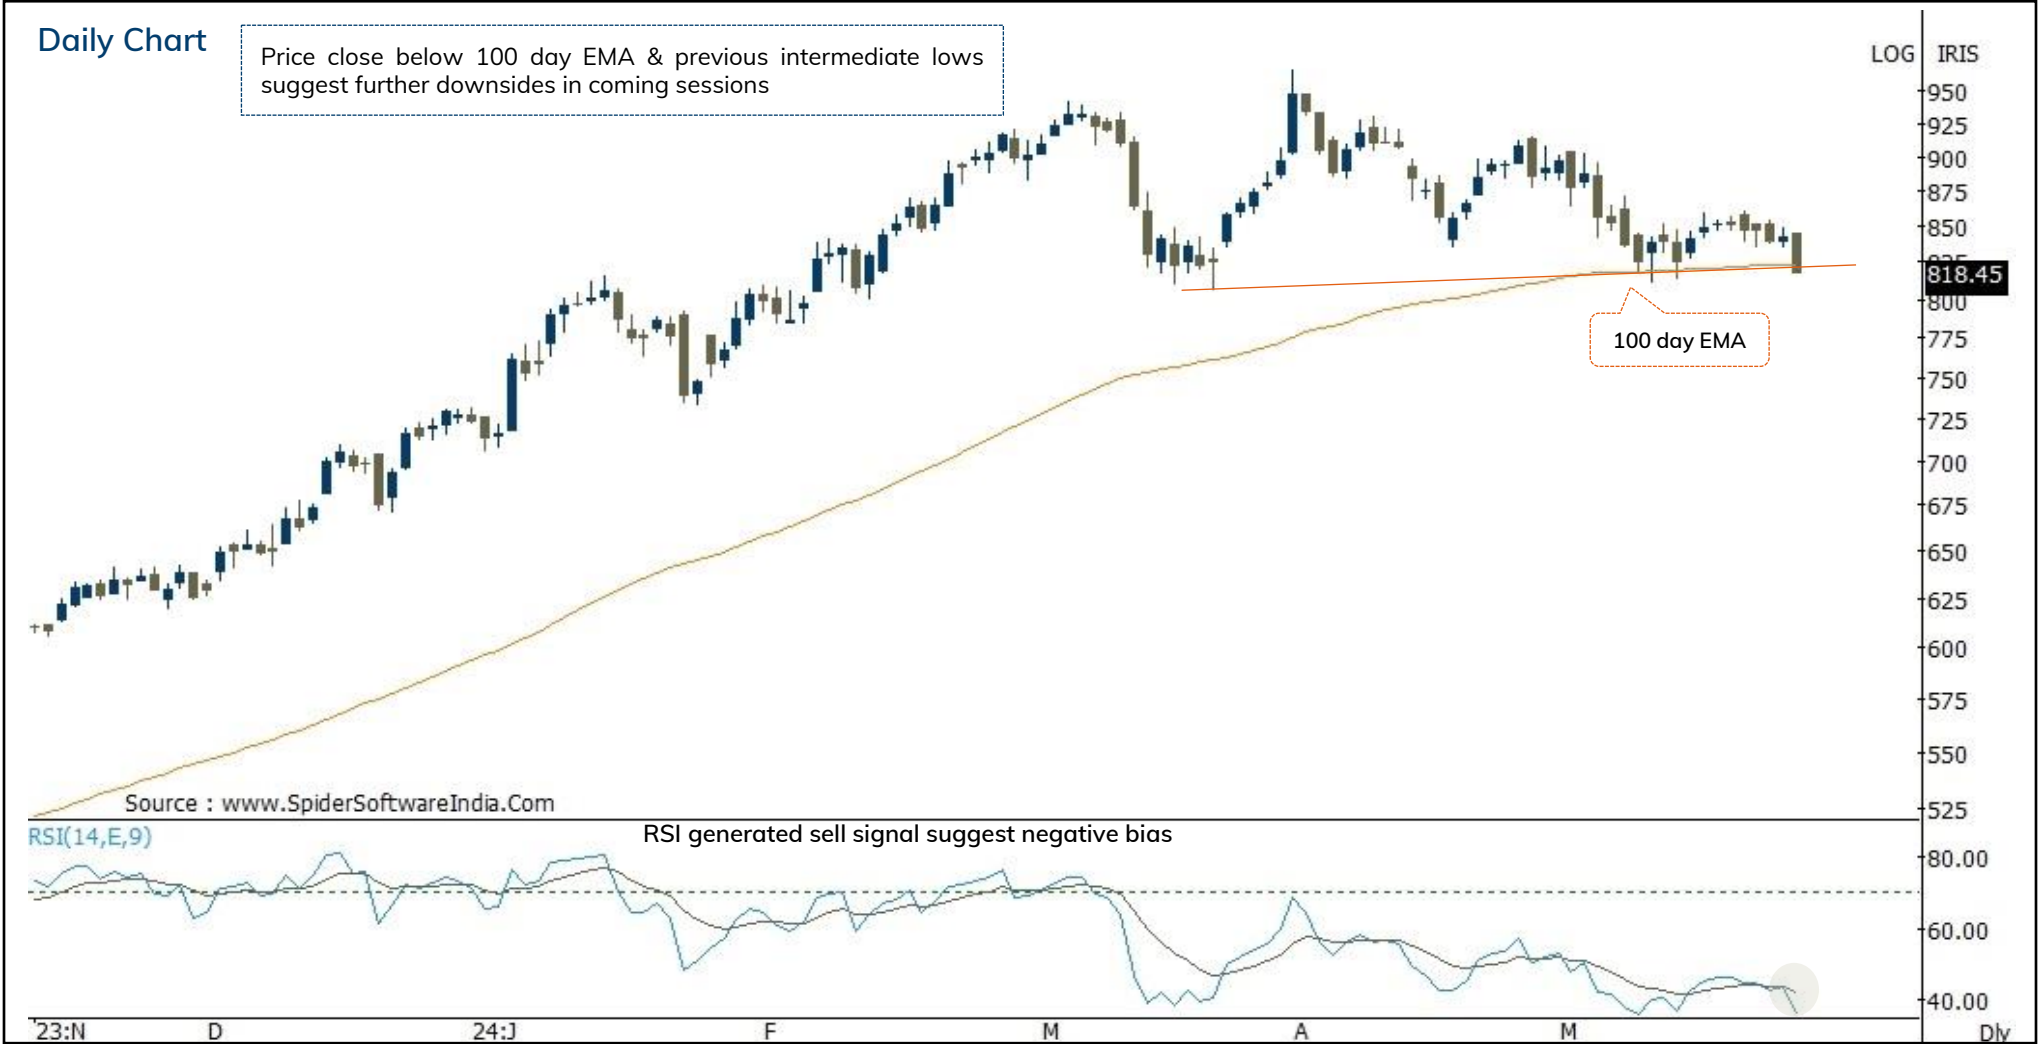 Daily Chart
Price close below 100 day EMA & previous intermediate lows
suggest further downsides in coming sessions
LOG IRIS
950
925
900
875
850
825
818.45
800
775
750
725
700
675
650
625
600
575
550
525
100 day EMA
Source : www.SpiderSoftwareIndia.Com
RSI(14,E,9)
RSI generated sell signal suggest negative bias
80.00
60.00
40.00
23:N D 24:J F M A M Dly